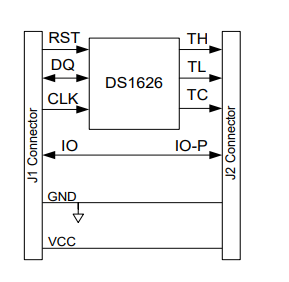 RST
TH
DQ
TL
DS1626
CLK
TC
J1 Connector
J2 Connector
IO
IO-P
GND
VCC